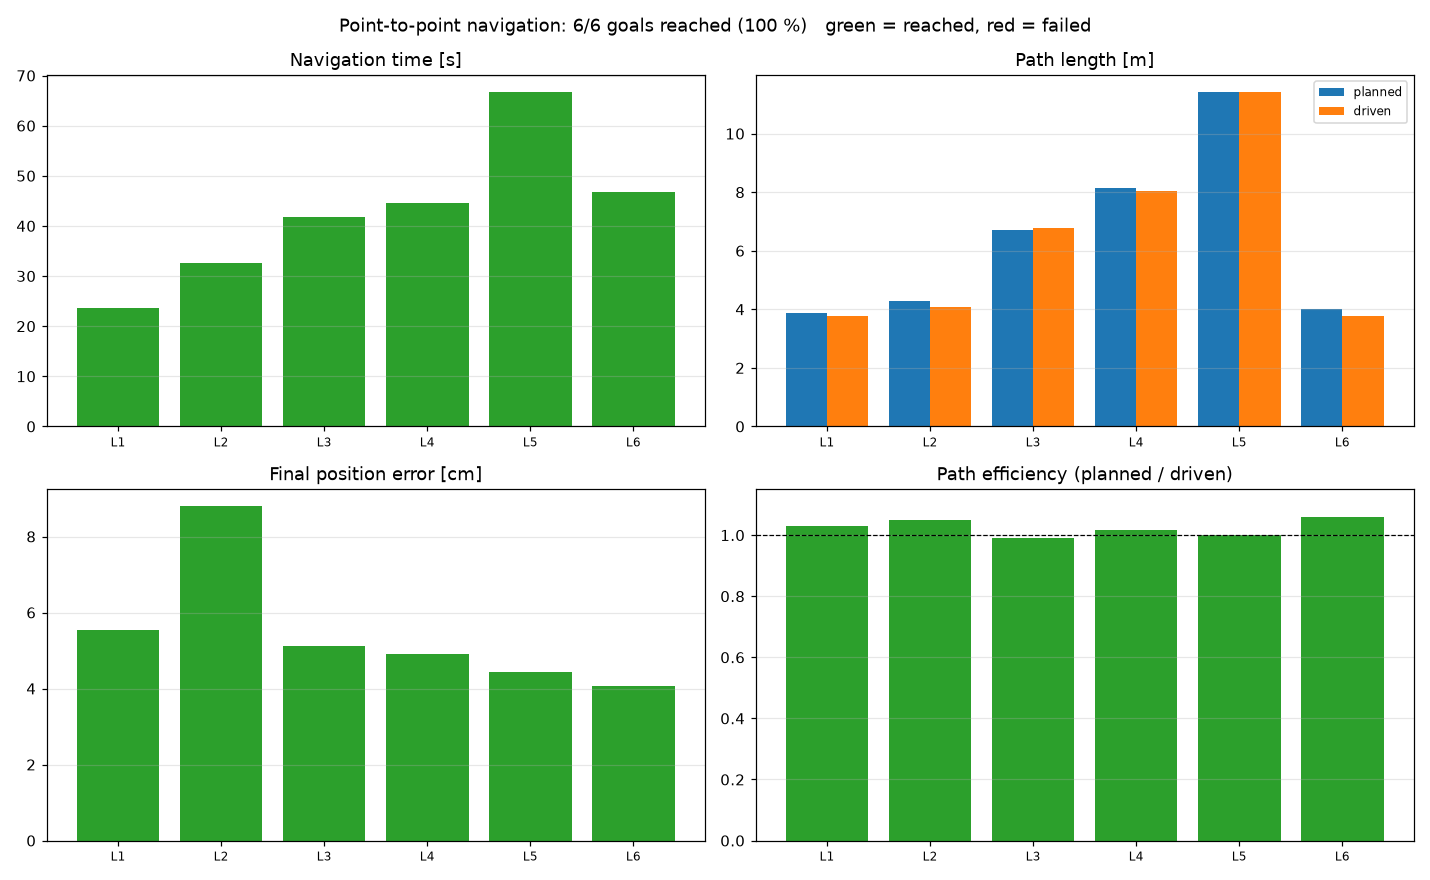 Point-to-point navigation: 6/6 goals reached (100 %)   green = reached, red = failed
Navigation time [s]
70
60
50
40
30
20
10
0
L1 L2 L3 L4 L5 L6
Path length [m]
planned
driven
10
8
6
4
2
0
L1 L2 L3 L4 L5 L6
Final position error [cm]
8
6
4
2
0
L1 L2 L3 L4 L5 L6
Path efficiency (planned / driven)
1.0
0.8
0.6
0.4
0.2
0.0
L1 L2 L3 L4 L5 L6